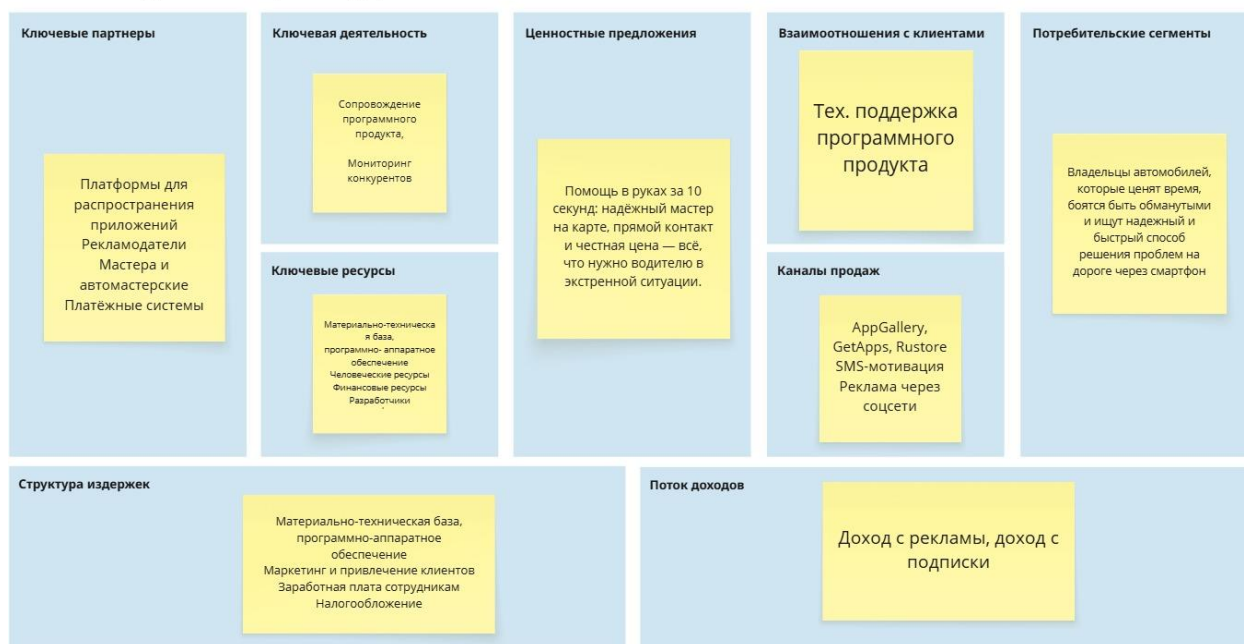 Ключевые партнеры
Платформы для
распространения
приложений
Рекламодатели
Мастера и
автомастерские
Платёжные системы
Ключевая деятельность
Сопровождение
программного
продукта,
Мониторинг
конкурентов
Ключевые ресурсы
Материально-техническа
я база,
программно- аппаратное
обеспечение
Человеческие ресурсы
Финансовые ресурсы
Разработчики
Ценностные предложения
Помощь в руках за 10
секунд: надёжный мастер
на карте, прямой контакт
и честная цена — всё,
что нужно водителю в
экстренной ситуации.
Взаимоотношения с клиентами
Тех. поддержка
программного
продукта
Каналы продаж
AppGallery,
GetApps, Rustore
SMS-мотивация
Реклама через
соцсети
Потребительские сегменты
Владельцы автомобилей,
которые ценят время,
боятся быть обманутыми
и ищут надежный и
быстрый способ
решения проблем на
дороге через смартфон
Структура издержек
Материально-техническая база,
программно-аппаратное
обеспечение
Маркетинг и привлечение клиентов
Заработная плата сотрудникам
Налогообложение
Поток доходов
Доход с рекламы, доход с
подписки